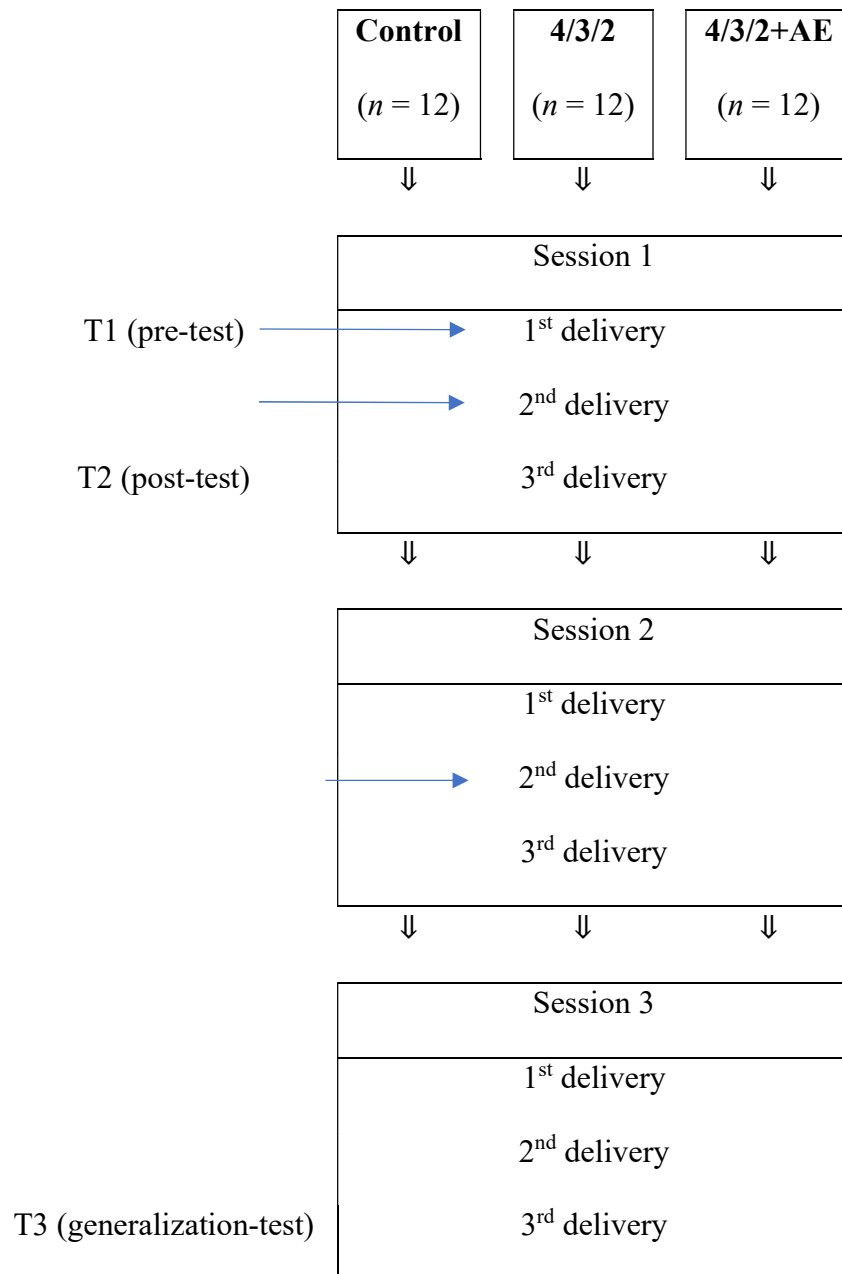 Control 4/3/2 4/3/2+AE
(n = 12) (n = 12) (n = 12)
⇓ ⇓ ⇓
Session 1
T1 (pre-test) 1st delivery
2nd delivery
T2 (post-test) 3rd delivery
⇓ ⇓ ⇓
Session 2
1st delivery
2nd delivery
3rd delivery
⇓ ⇓ ⇓
Session 3
1st delivery
2nd delivery
T3 (generalization-test) 3rd delivery